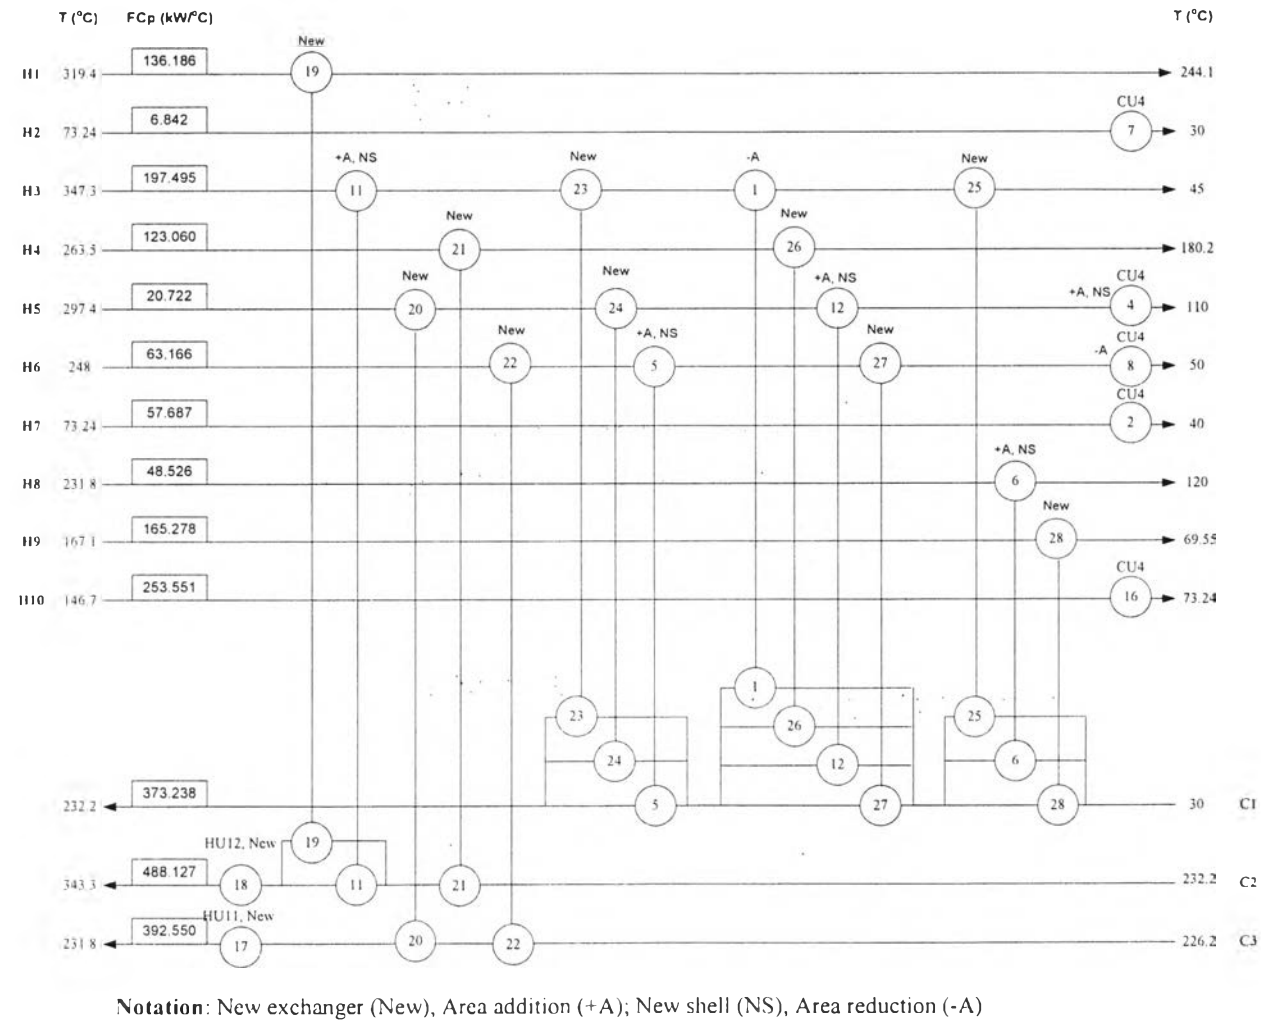 T (°C) FCp (kW/°C) T (°C)
New
H1 319.4 136.186 19 244.1
CU4
H2 73.24 6.842 7 30
+A, NS New -A New
H3 347.3 197.495 11 23 1 25 45
New New
H4 263.5 123.060 21 26 180.2
New New +A, NS +A, NS CU4
H5 297.4 20.722 20 24 12 4 110
New +A, NS New -A CU4
H6 248 63.166 22 5 27 8 50
CU4
H7 73.24 57.687 2 40
+A, NS
H8 231.8 48.526 6 120
New
H9 167.1 165.278 28 69.55
CU4
H10 146.7 253.551 16 73.24
1
23 26 25
24 12 6
232.2 373.238 5 27 28 30 C1
HU12, New 19
343.3 488.127 18 11 21 232.2 C2
HU11, New
231.8 392.550 17 20 22 226.2 C3
Notation: New exchanger (New), Area addition (+A); New shell (NS), Area reduction (-A)